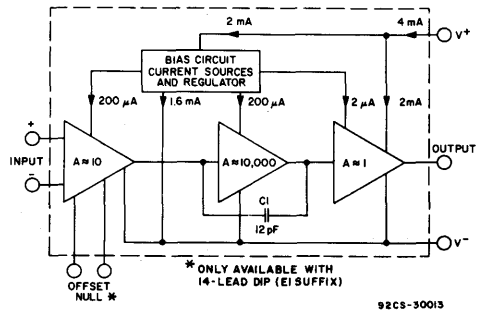 2 mA
4 mA
V+
BIAS CIRCUIT
CURRENT SOURCES
AND REGULATOR
200 μA
1.6 mA
200 μA
2 μA
2mA
+
INPUT
−
A≈10
A≈10,000
A≈1
OUTPUT
C1
12 pF
V−
OFFSET
NULL *
*ONLY AVAILABLE WITH
14-LEAD DIP (E1 SUFFIX)
92CS-30013